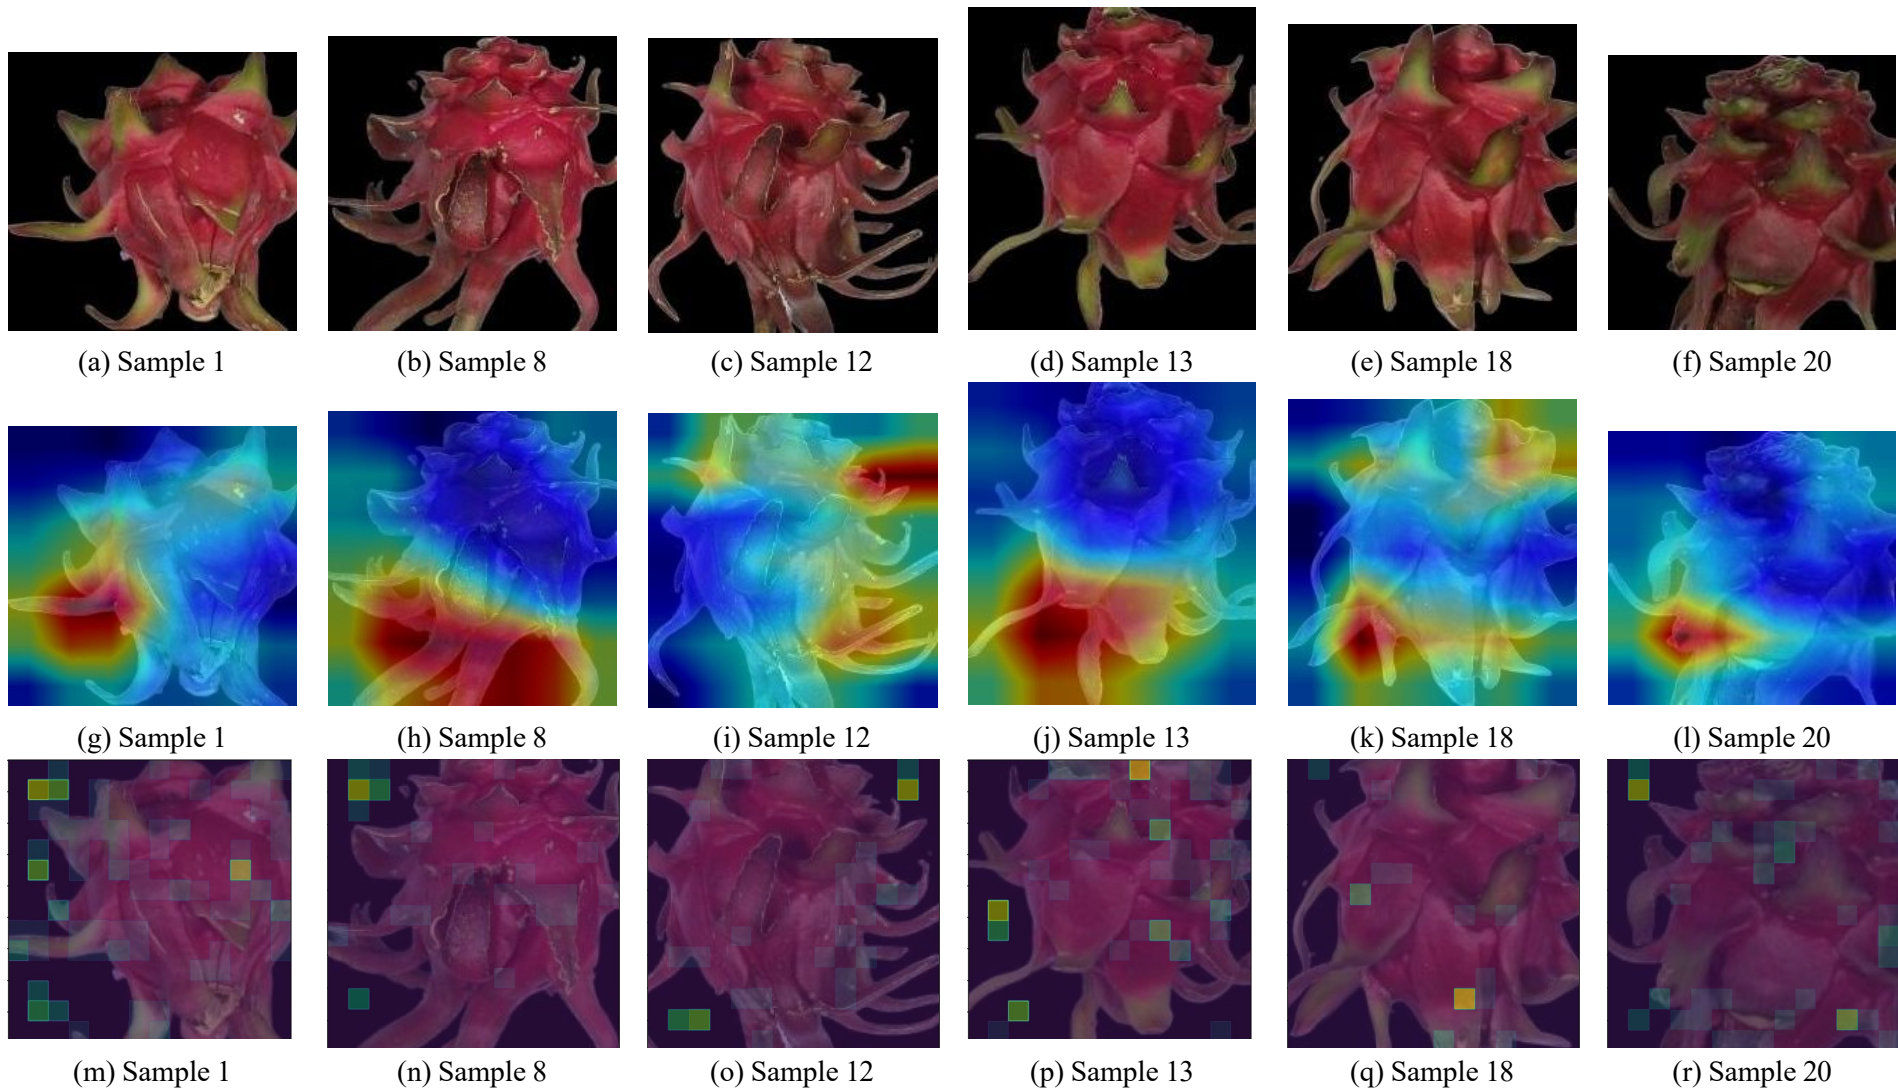 (a) Sample 1
(b) Sample 8
(c) Sample 12
(d) Sample 13
(e) Sample 18
(f) Sample 20
(g) Sample 1
(h) Sample 8
(i) Sample 12
(j) Sample 13
(k) Sample 18
(l) Sample 20
(m) Sample 1
(n) Sample 8
(o) Sample 12
(p) Sample 13
(q) Sample 18
(r) Sample 20